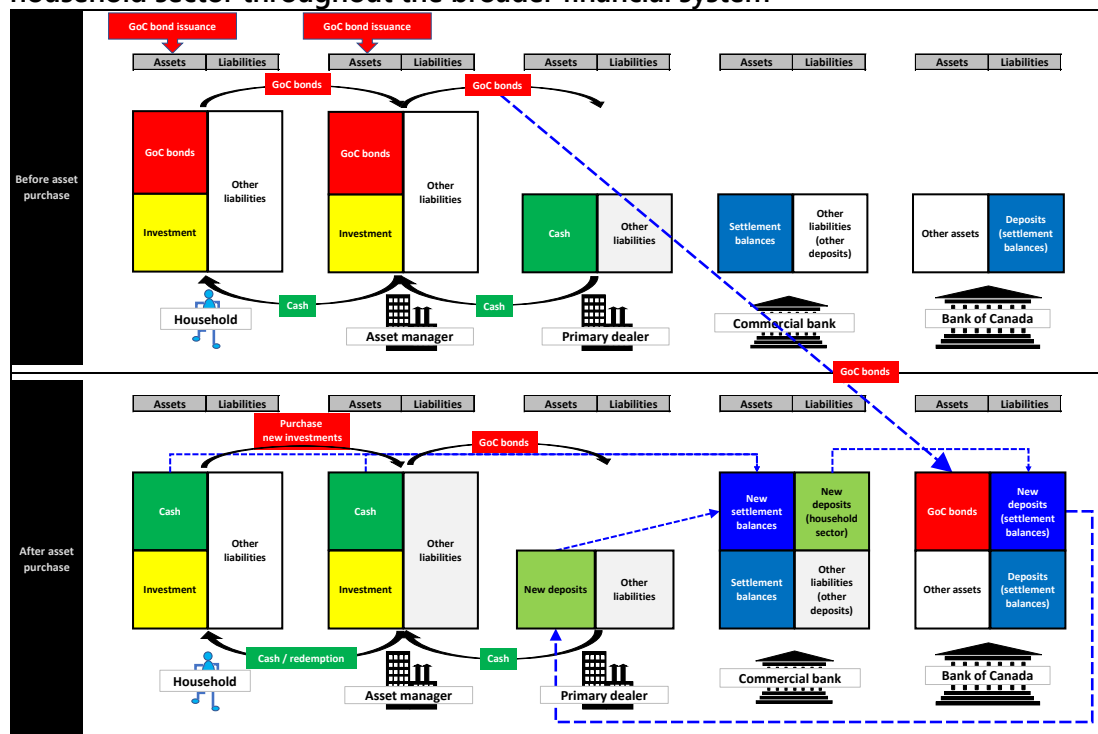 household sector throughout the broader financial system
GoC bond issuance
GoC bond issuance
Assets
Liabilities
Assets
Liabilities
Assets
Liabilities
Assets
Liabilities
Assets
Liabilities
GoC bonds
GoC bonds
Before asset
purchase
GoC bonds
Investment
Other
liabilities
GoC bonds
Investment
Other
liabilities
Cash
Other
liabilities
Settlement
balances
Other
liabilities
(other
deposits)
Other assets
Deposits
(settlement
balances)
Cash
Cash
Household
Asset manager
Primary dealer
Commercial bank
Bank of Canada
GoC bonds
Assets
Liabilities
Assets
Liabilities
Assets
Liabilities
Assets
Liabilities
Assets
Liabilities
Purchase
new investments
GoC bonds
After asset
purchase
Cash
Investment
Other
liabilities
Cash
Investment
Other
liabilities
New deposits
Other
liabilities
New
settlement
balances
New
deposits
(household
sector)
Settlement
balances
Other
liabilities
(other
deposits)
GoC bonds
New
deposits
(settlement
balances)
Other assets
Deposits
(settlement
balances)
Cash / redemption
Cash
Household
Asset manager
Primary dealer
Commercial bank
Bank of Canada